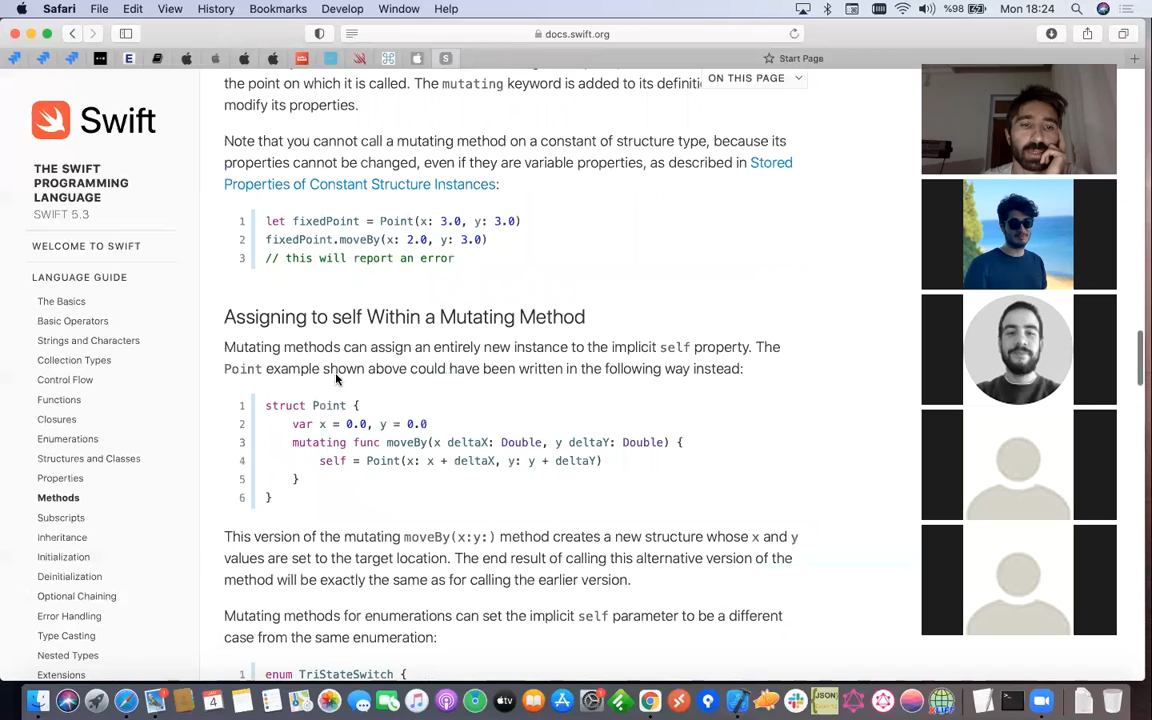 Safari File Edit View History Bookmarks Develop Window Help %98 Mon 18:24
docs.swift.org
E S Start Page
the point on which it is called. The mutating keyword is added to its definiti
ON THIS PAGE
modify its properties.
Swift
Note that you cannot call a mutating method on a constant of structure type, because its
properties cannot be changed, even if they are variable properties, as described in Stored
Properties of Constant Structure Instances:
THE SWIFT
PROGRAMMING
LANGUAGE
SWIFT 5.3
WELCOME TO SWIFT
LANGUAGE GUIDE
The Basics
Basic Operators
Strings and Characters
Collection Types
Control Flow
Functions
Closures
Enumerations
Structures and Classes
Properties
Methods
Subscripts
Inheritance
Initialization
Deinitialization
Optional Chaining
Error Handling
Type Casting
Nested Types
Extensions
1 let fixedPoint = Point(x: 3.0, y: 3.0)
2 fixedPoint.moveBy(x: 2.0, y: 3.0)
3 // this will report an error
Assigning to self Within a Mutating Method
Mutating methods can assign an entirely new instance to the implicit self property. The
Point example shown above could have been written in the following way instead:
1 struct Point {
2 var x = 0.0, y = 0.0
3 mutating func moveBy(x deltaX: Double, y deltaY: Double) {
4 self = Point(x: x + deltaX, y: y + deltaY)
5 }
6 }
This version of the mutating moveBy(x:y:) method creates a new structure whose x and y
values are set to the target location. The end result of calling this alternative version of the
method will be exactly the same as for calling the earlier version.
Mutating methods for enumerations can set the implicit self parameter to be a different
case from the same enumeration:
1 enum TriStateSwitch {